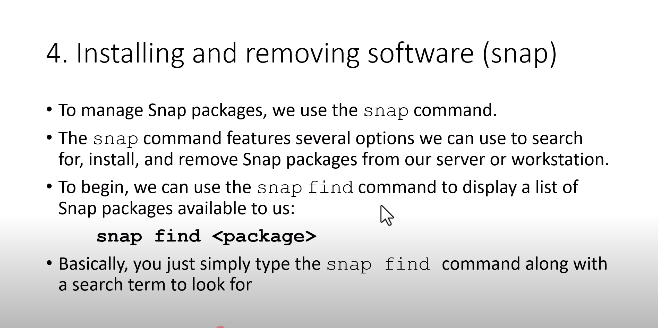 4. Installing and removing software (snap)
• To manage Snap packages, we use the snap command.
• The snap command features several options we can use to search
for, install, and remove Snap packages from our server or workstation.
• To begin, we can use the snap find command to display a list of
Snap packages available to us:
snap find <package>
• Basically, you just simply type the snap find command along with
a search term to look for